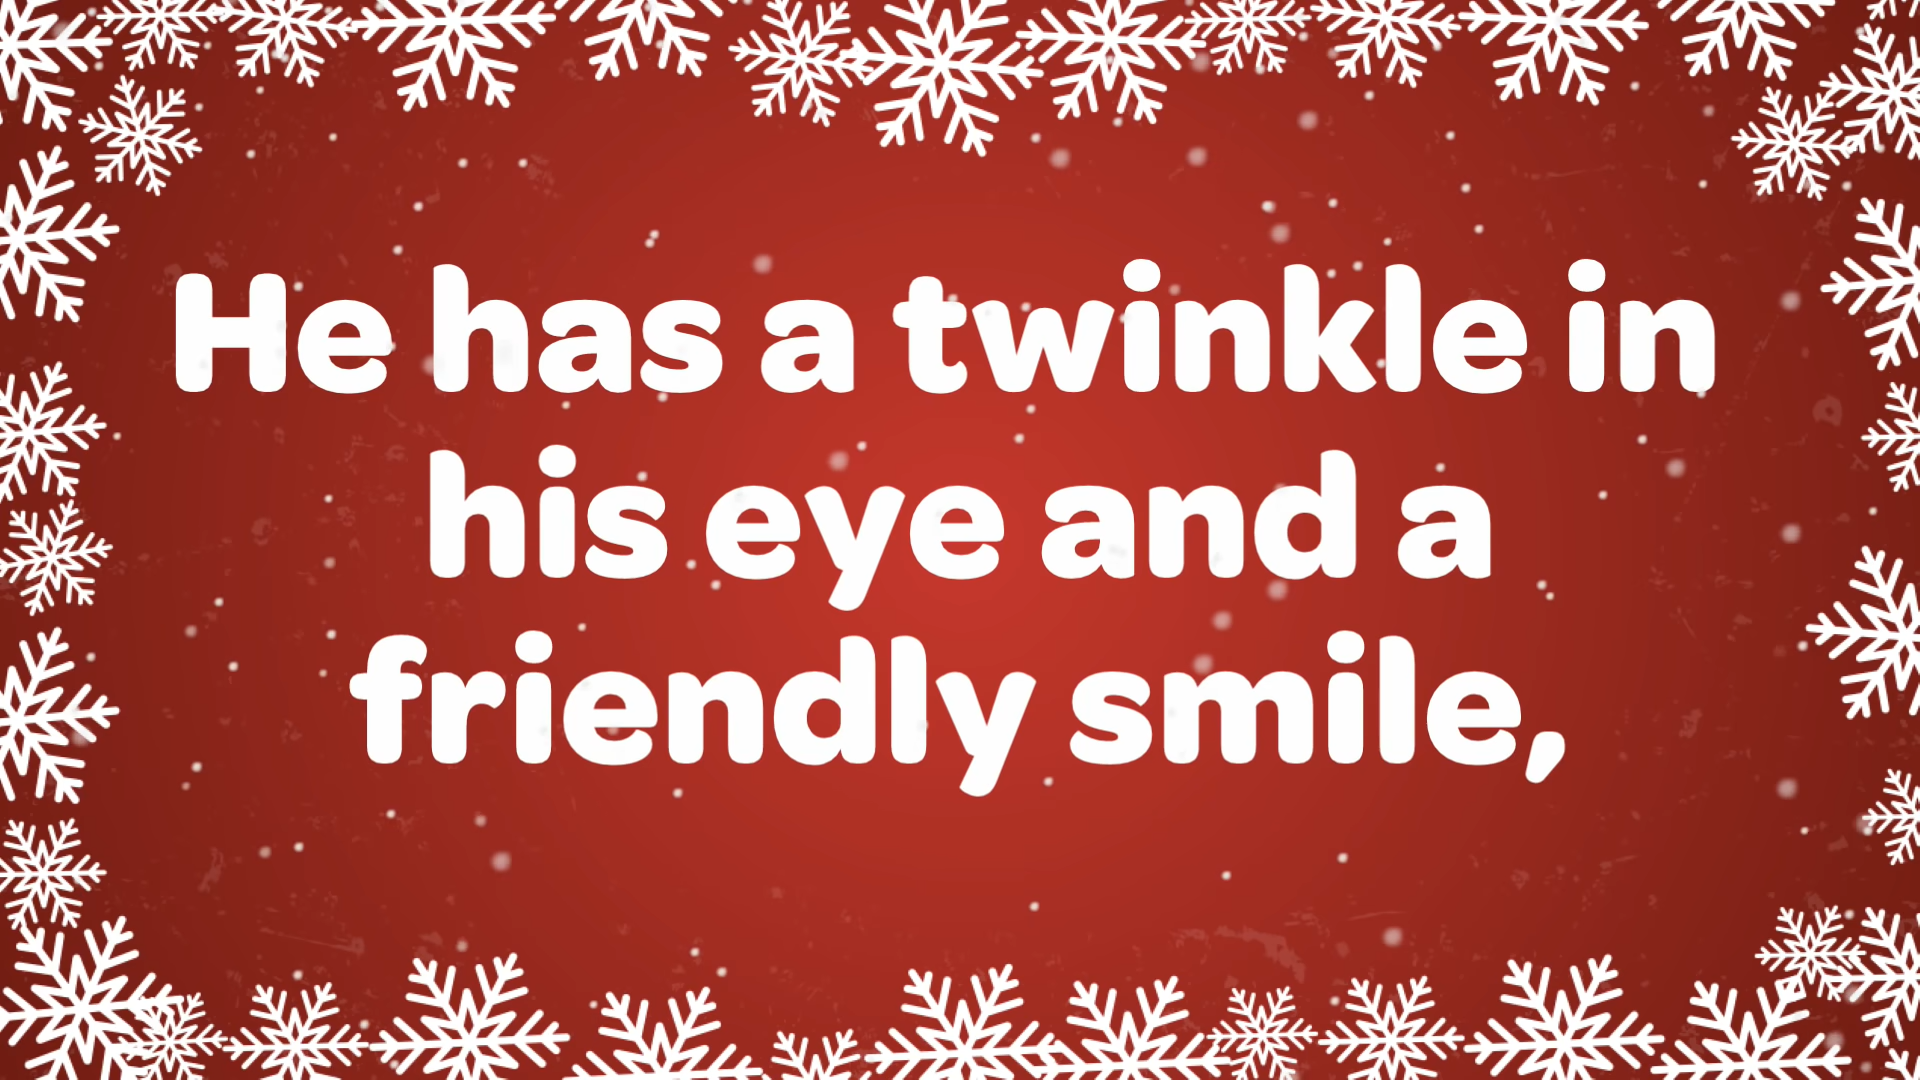 He has a twinkle in
his eye and a
friendly smile,